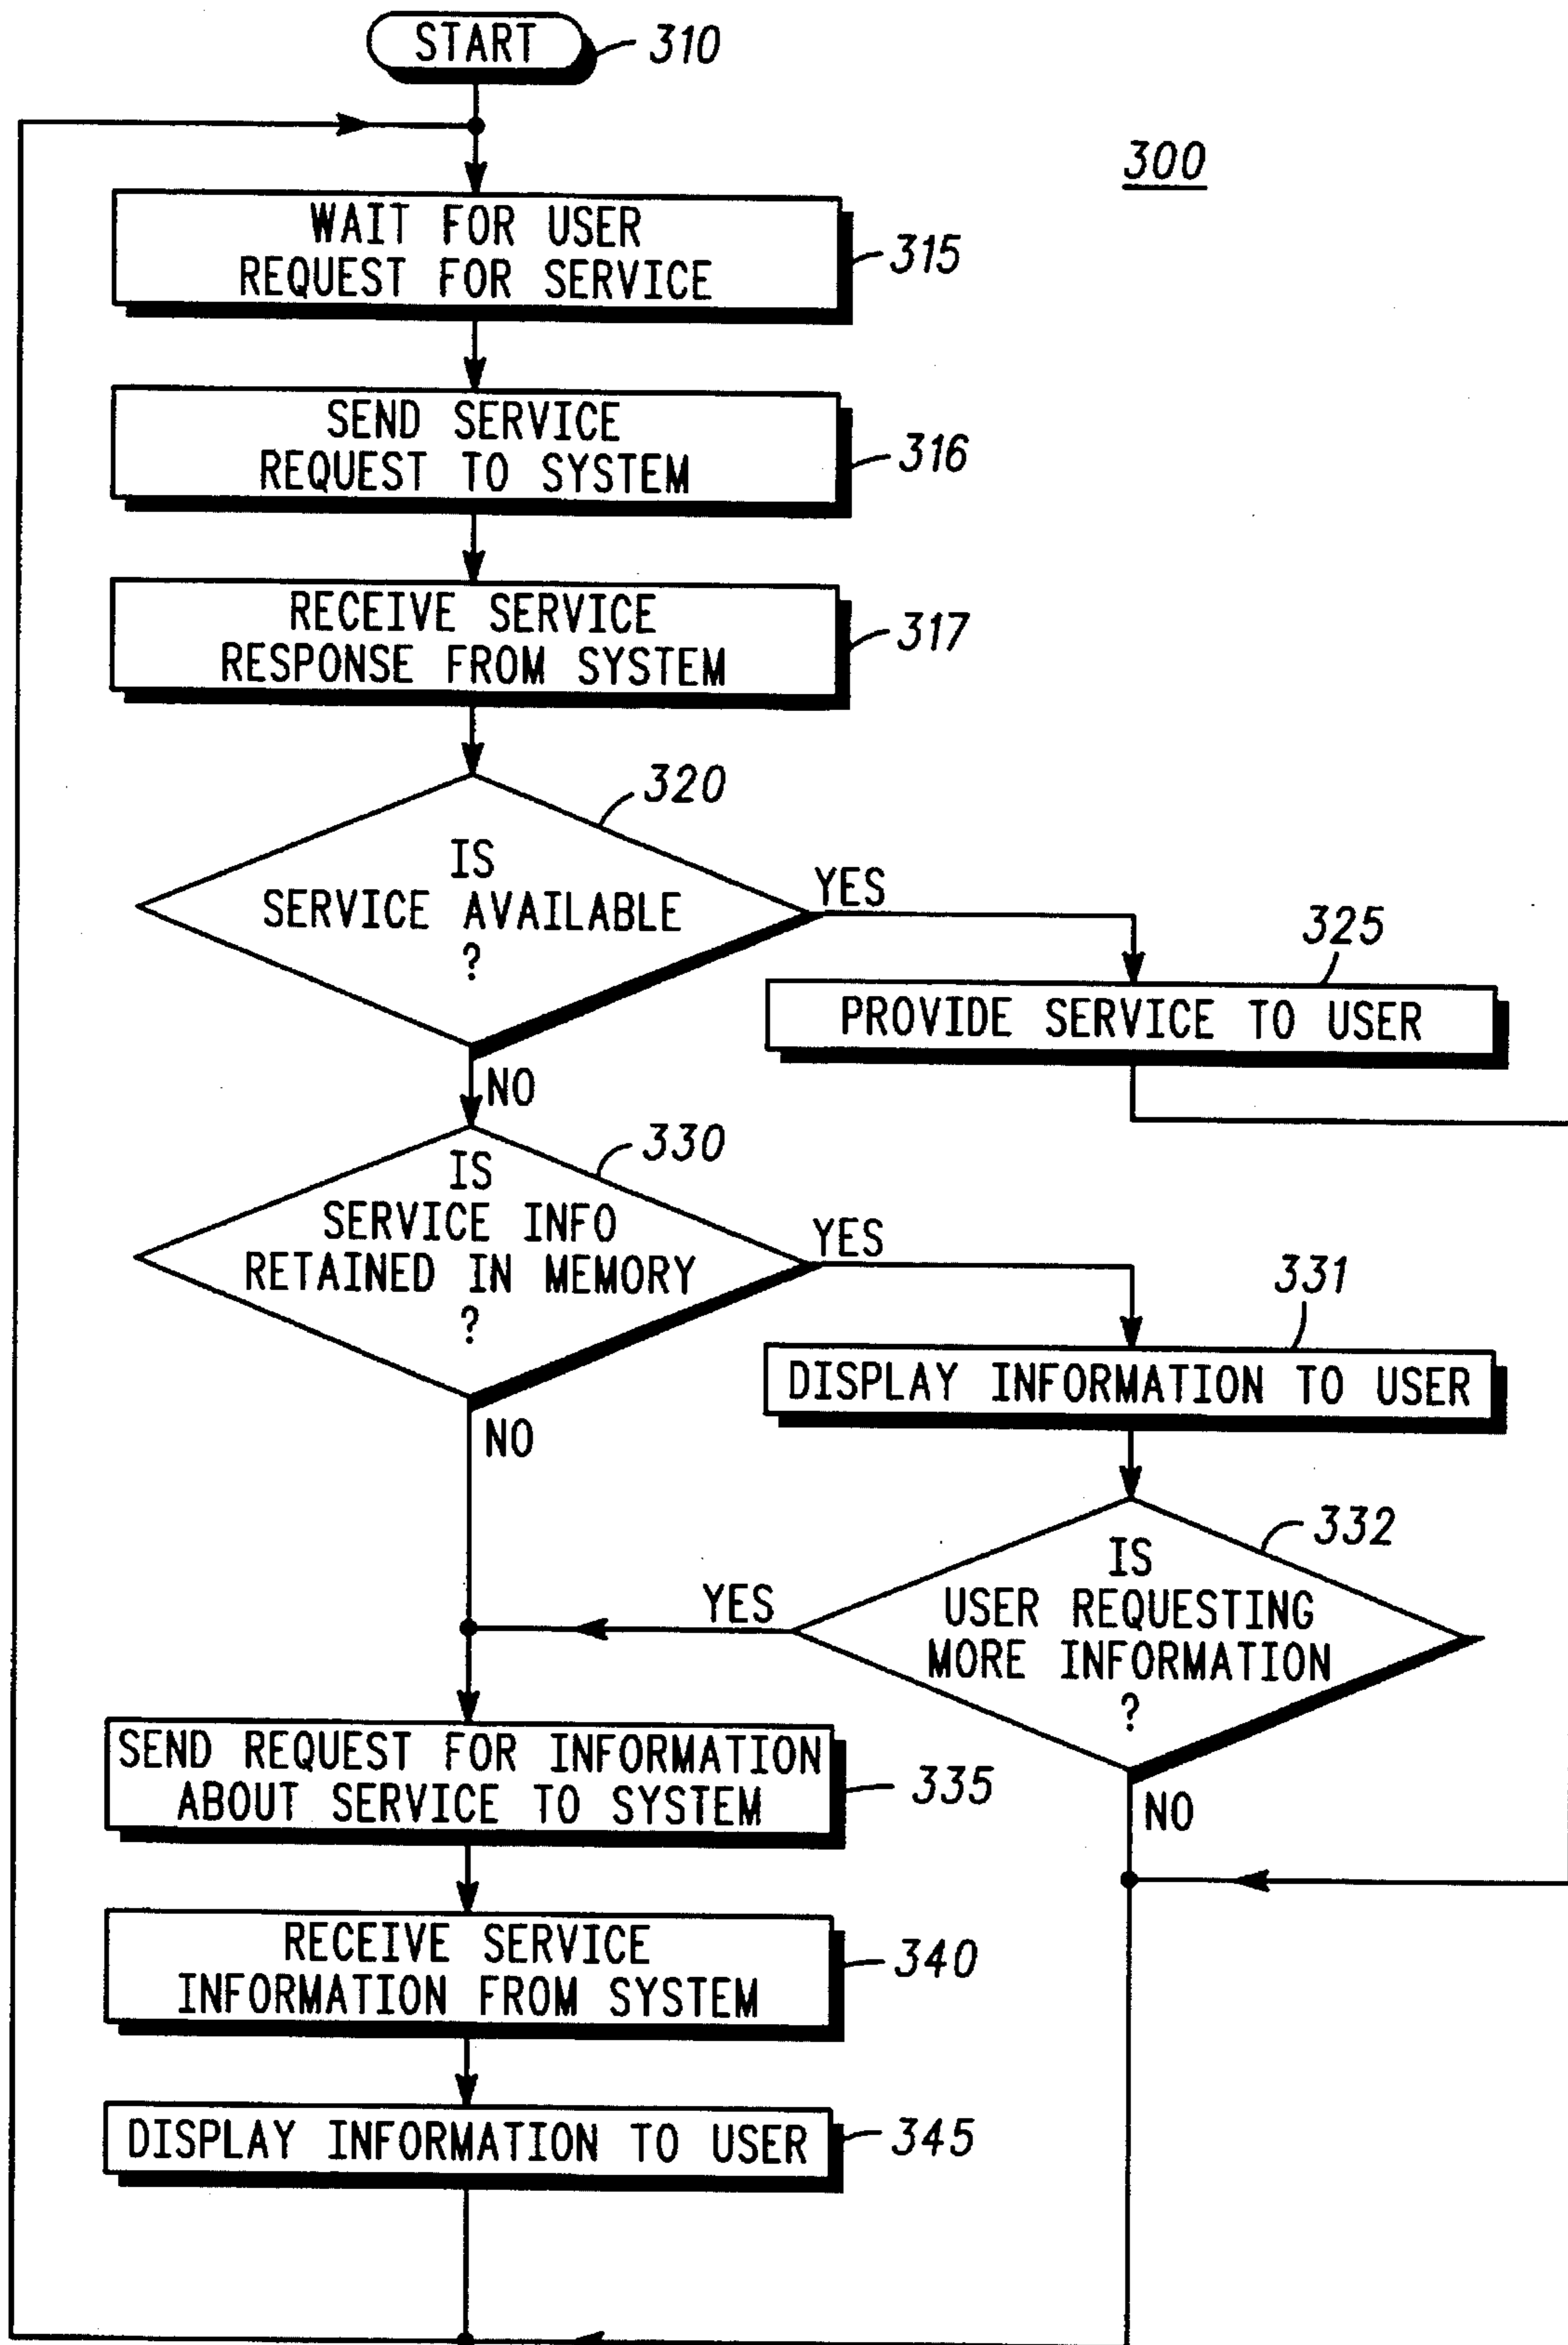 START
310
300
WAIT FOR USER
REQUEST FOR SERVICE
315
SEND SERVICE
REQUEST TO SYSTEM
316
RECEIVE SERVICE
RESPONSE FROM SYSTEM
317
320
IS
SERVICE AVAILABLE
?
YES
325
PROVIDE SERVICE TO USER
NO
330
IS
SERVICE INFO
RETAINED IN MEMORY
?
YES
331
DISPLAY INFORMATION TO USER
NO
332
IS
USER REQUESTING
MORE INFORMATION
?
YES
NO
SEND REQUEST FOR INFORMATION
ABOUT SERVICE TO SYSTEM
335
RECEIVE SERVICE
INFORMATION FROM SYSTEM
340
DISPLAY INFORMATION TO USER
345